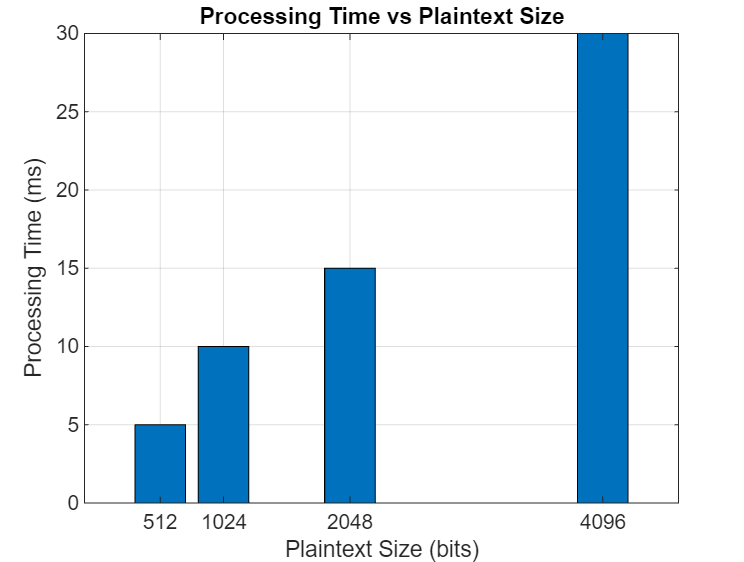 Processing Time vs Plaintext Size
Processing Time (ms)
30
25
20
15
10
5
0
512 1024 2048 4096
Plaintext Size (bits)